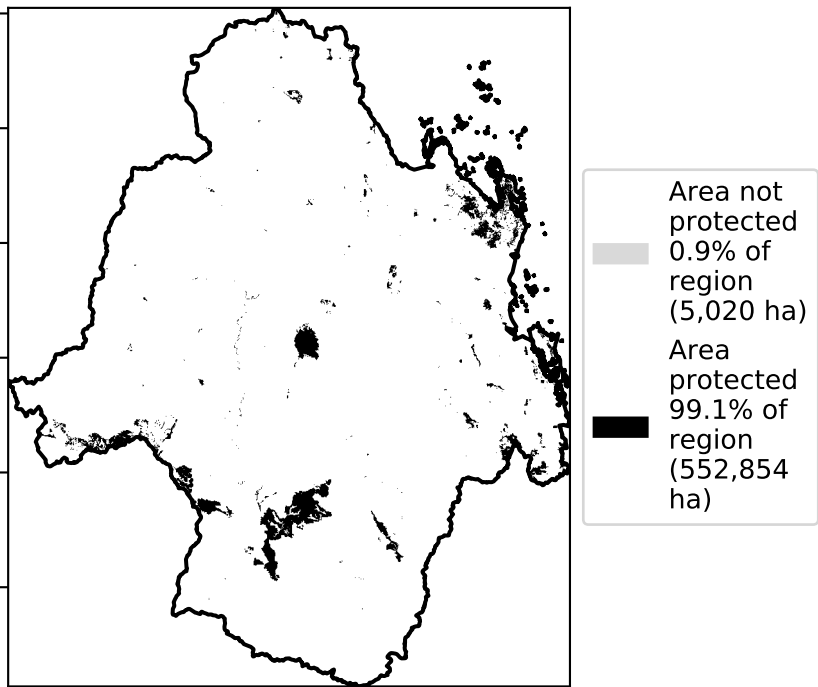 Area not
protected
0.9% of
region
(5,020 ha)
Area
protected
99.1% of
region
(552,854
ha)